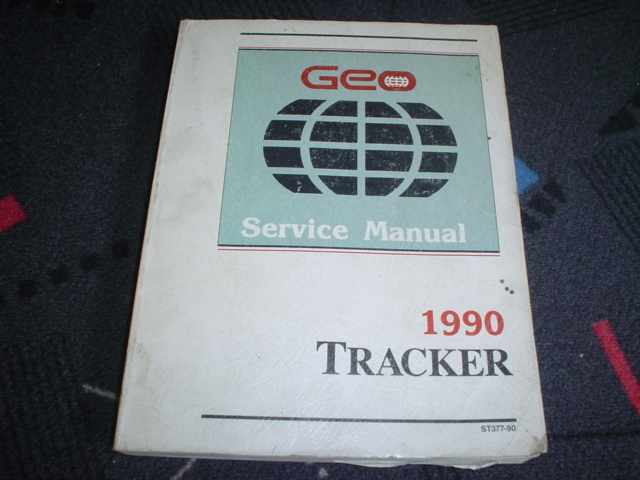 Geo
Service Manual
1990
TRACKER
ST377-90